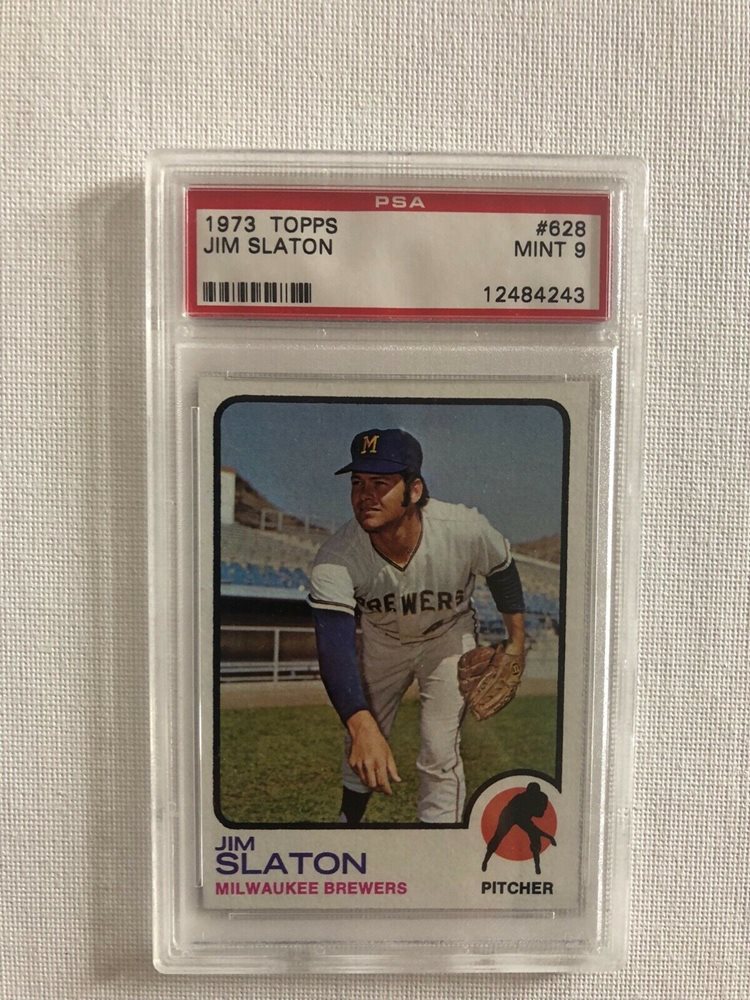 PSA
1973 TOPPS #628
JIM SLATON MINT 9
12484243
M
BREWERS
JIM
SLATON
MILWAUKEE BREWERS
PITCHER